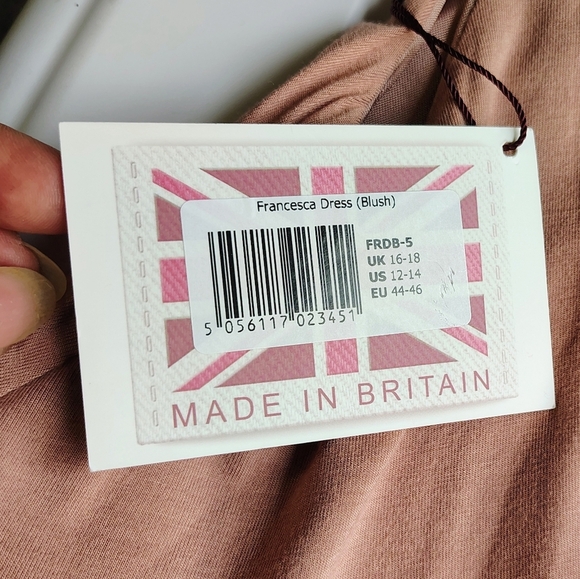 Francesca Dress (Blush)
FRDB-5
UK 16-18
US 12-14
EU 44-46
5 056117 023451
MADE IN BRITAIN